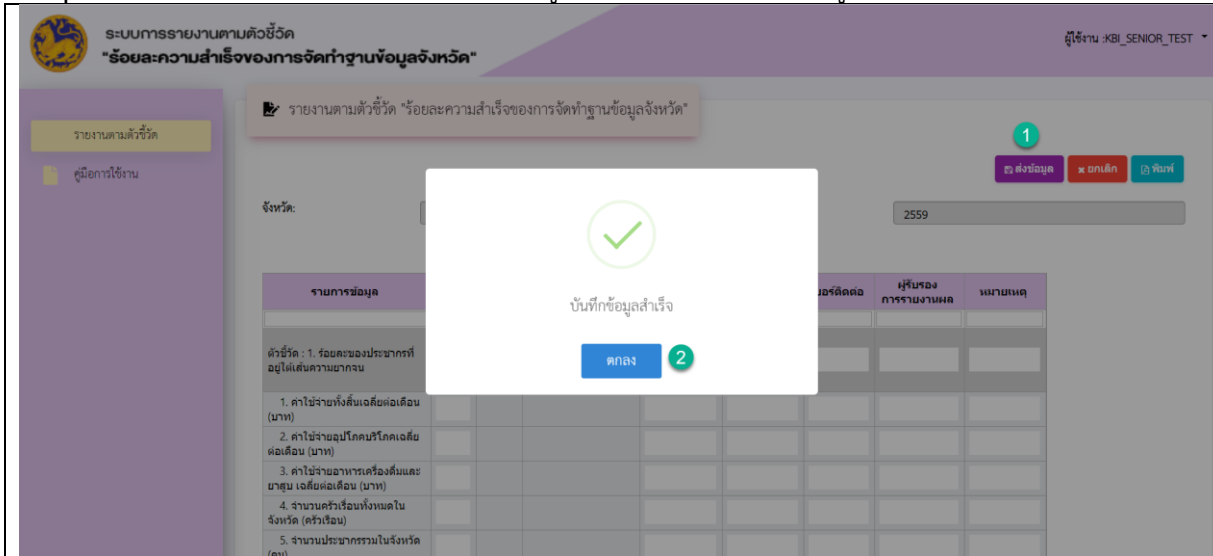 ระบบการรายงานตามตัวชี้วัด
"ร้อยละความสำเร็จของการจัดทำฐานข้อมูลจังหวัด"
ผู้ใช้งาน :KBI_SENIOR_TEST
รายงานตามตัวชี้วัด "ร้อยละความสำเร็จของการจัดทำฐานข้อมูลจังหวัด"
รายงานตามตัวชี้วัด
คู่มือการใช้งาน
1
ส่งข้อมูล
ยกเลิก
พิมพ์
จังหวัด:
2559
บันทึกข้อมูลสำเร็จ
ตกลง
2
รายการข้อมูล
บอร์ติดต่อ
ผู้รับรอง
การรายงานผล
หมายเหตุ
ตัวชี้วัด : 1. ร้อยละของประชากรที่
อยู่ใต้เส้นความยากจน
1. ค่าใช้จ่ายทั้งสิ้นเฉลี่ยต่อเดือน
(บาท)
2. ค่าใช้จ่ายอุปโภคบริโภคเฉลี่ย
ต่อเดือน (บาท)
3. ค่าใช้จ่ายอาหารเครื่องดื่มและ
ยาสูบ เฉลี่ยต่อเดือน (บาท)
4. จำนวนครัวเรือนทั้งหมดใน
จังหวัด (ครัวเรือน)
5. จำนวนประชากรรวมในจังหวัด
(คน)